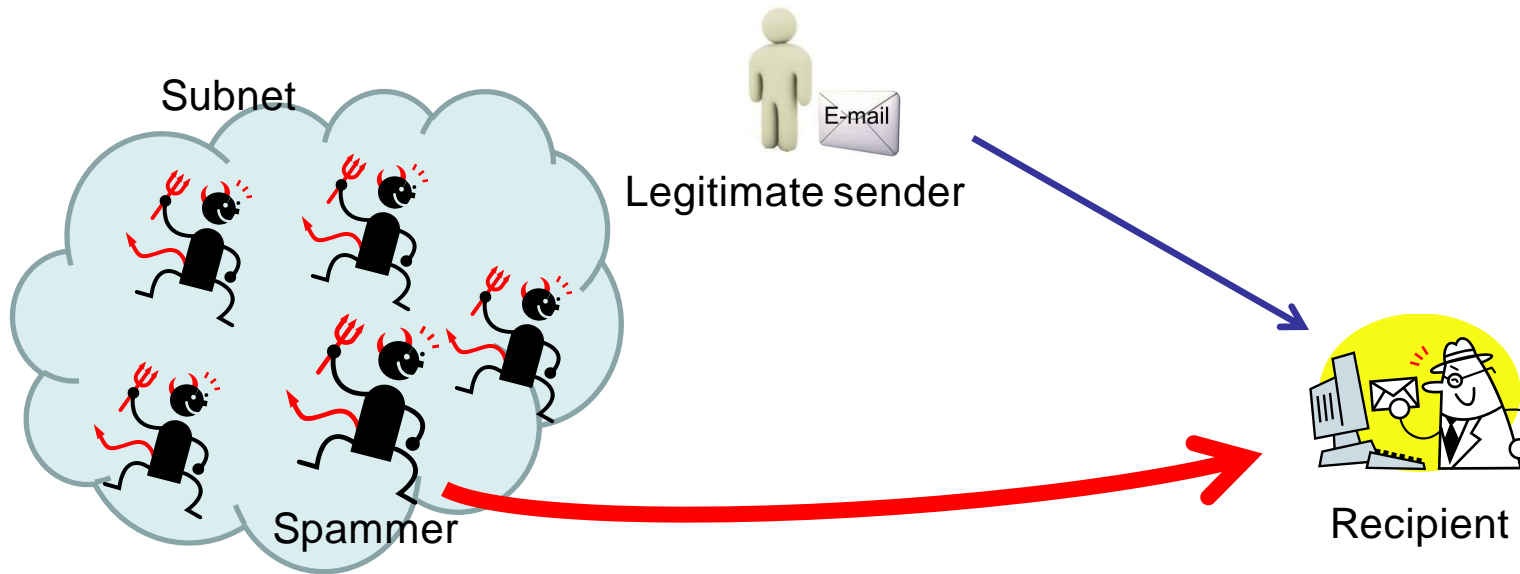 Subnet
E-mail
Legitimate sender
Spammer
Recipient